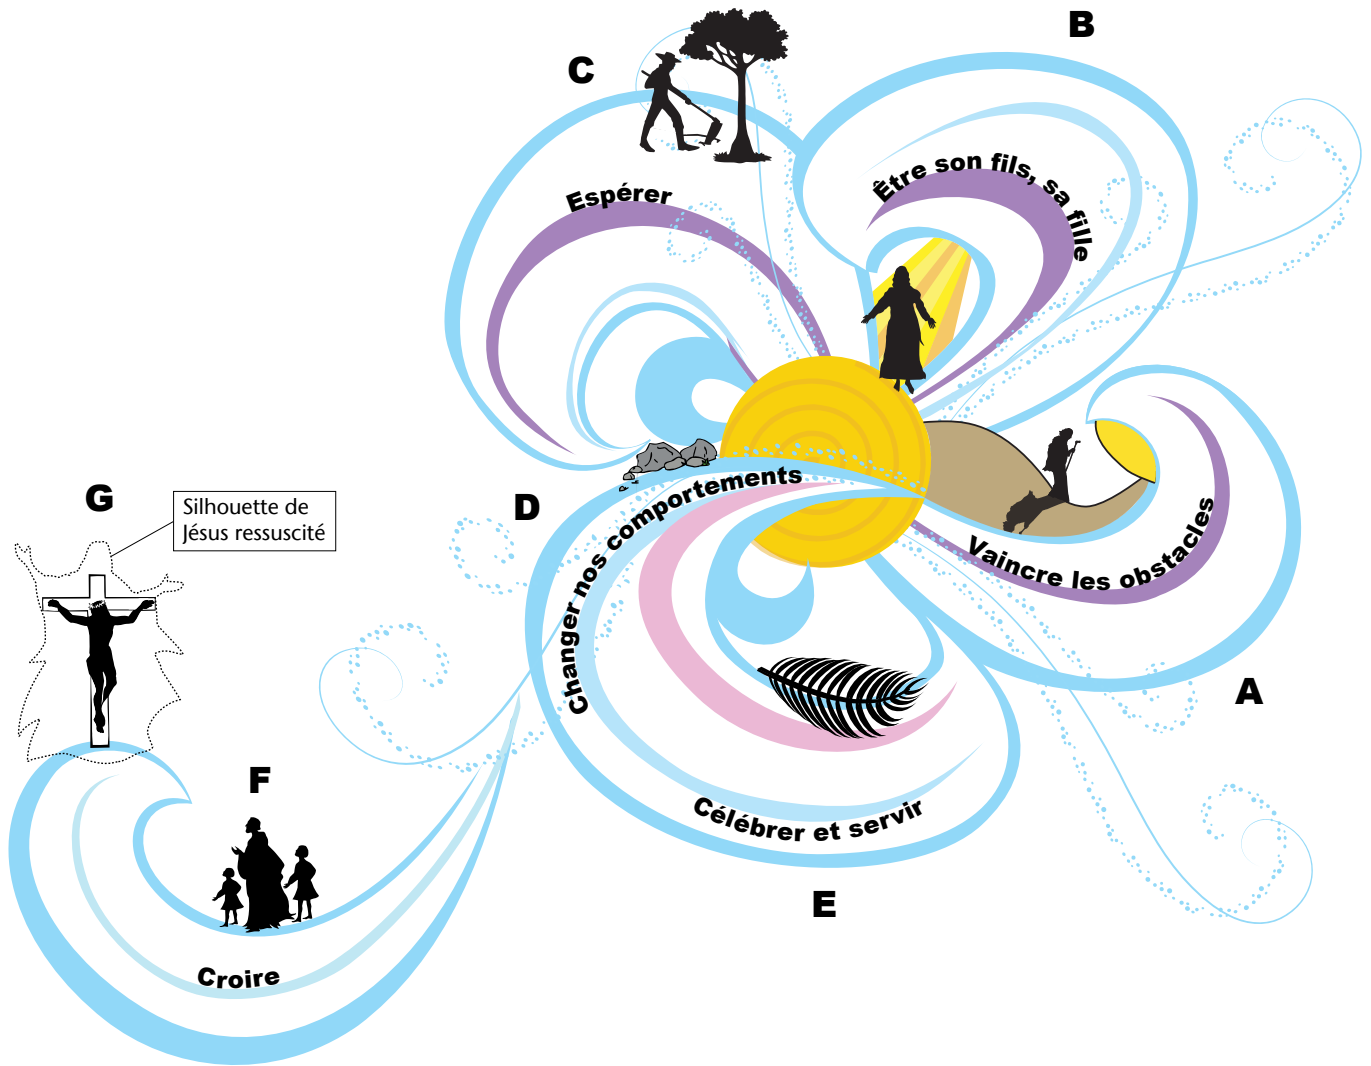 B
C
Être son fils, sa fille
Espérer
G
Silhouette de
Jésus ressuscité
D
Changer nos comportements
Vaincre les obstacles
A
F
Célébrer et servir
E
Croire